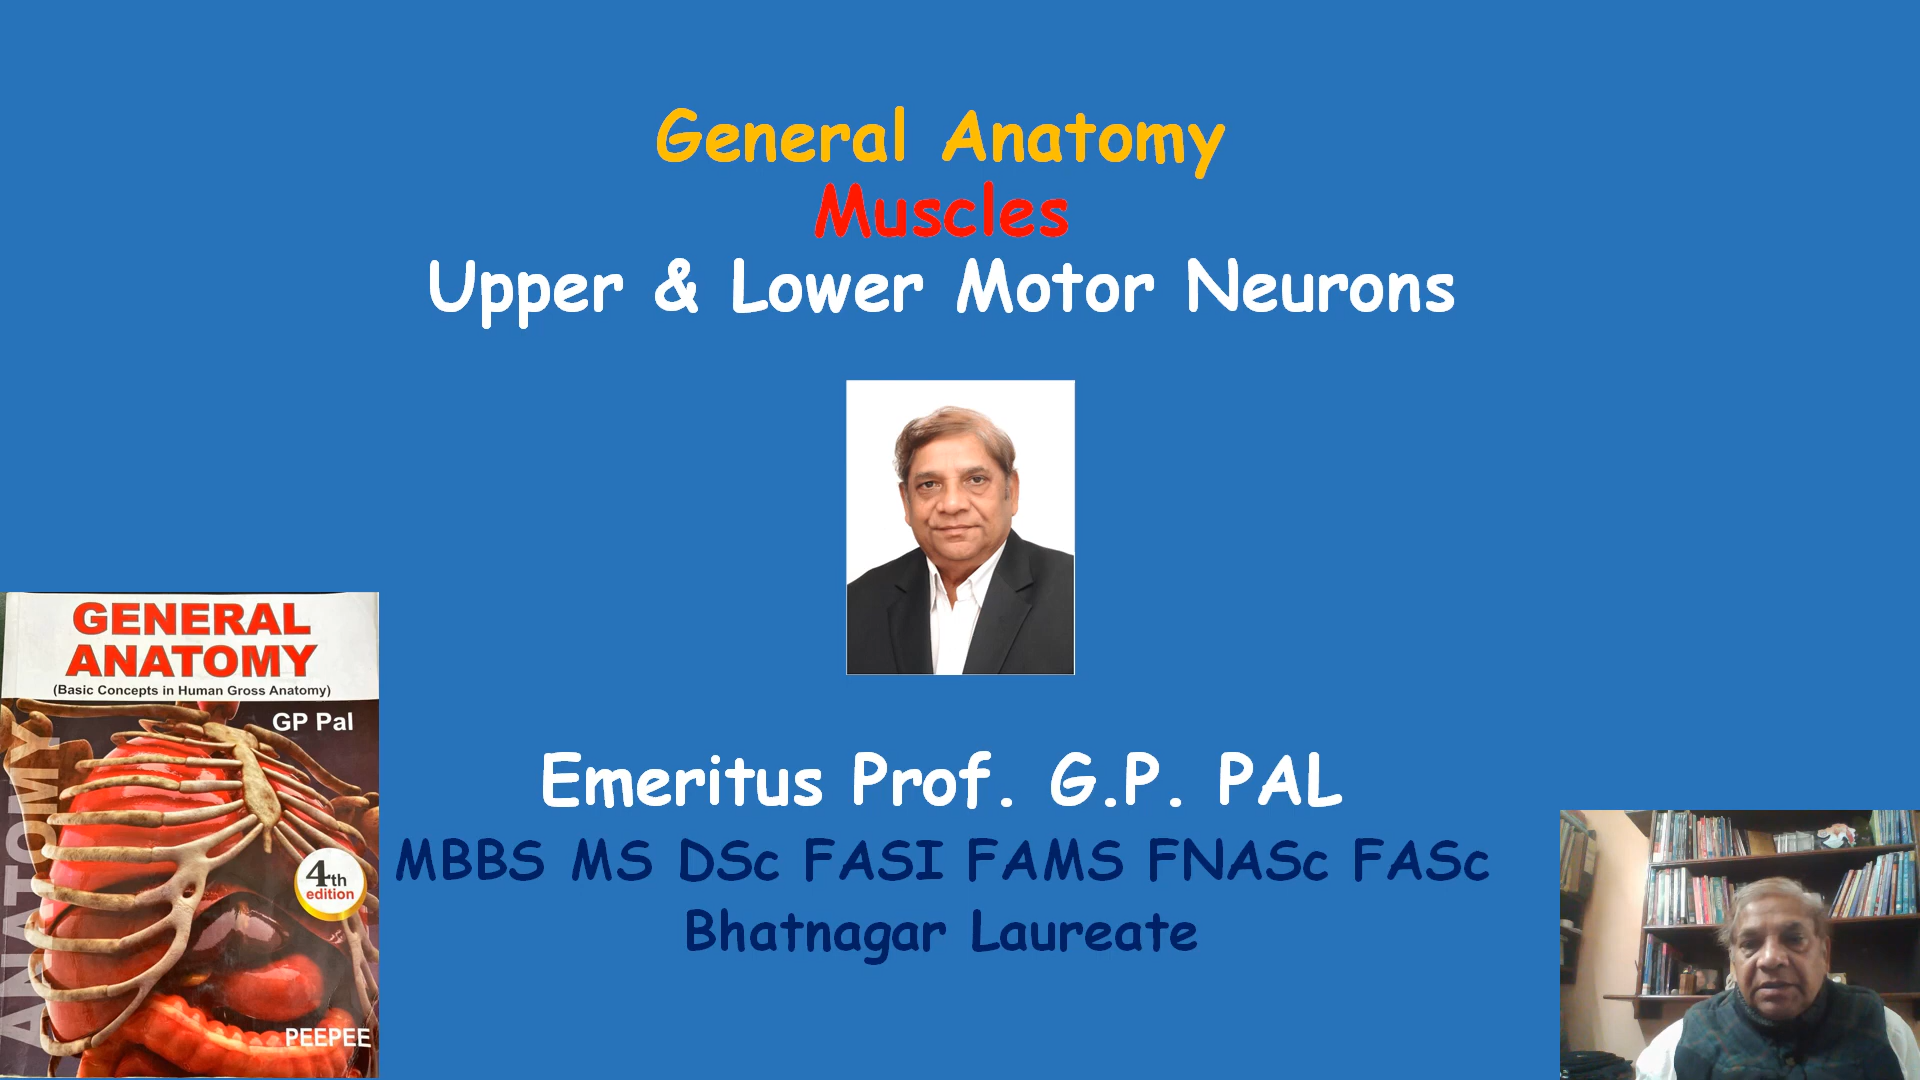 General Anatomy
Muscles
Upper & Lower Motor Neurons
GENERAL
ANATOMY
(Basic Concepts in Human Gross Anatomy)
GP Pal
ANATOMY
4th
edition
PEEPEE
Emeritus Prof. G.P. PAL
MBBS MS DSc FASI FAMS FNASc FASc
Bhatnagar Laureate